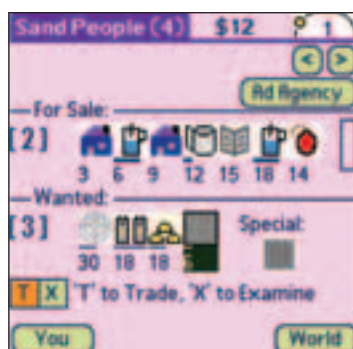 Sand People (4) $12 1
< >
Ad Agency
For Sale:
[2]
3 6 9 12 15 18 14
Wanted:
[3] Special:
30 18 18
T X 'T' to Trade, 'X' to Examine
You World